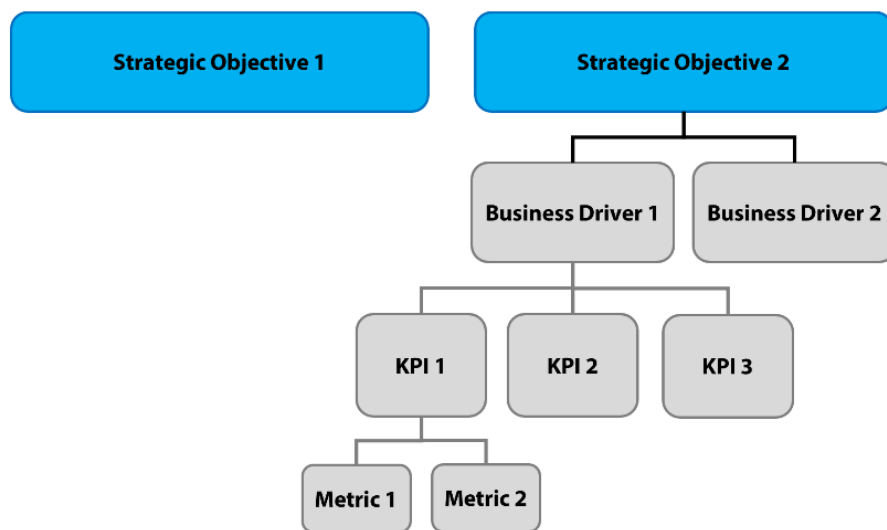 Strategic Objective 1
Strategic Objective 2
Business Driver 1
Business Driver 2
KPI 1
KPI 2
KPI 3
Metric 1
Metric 2